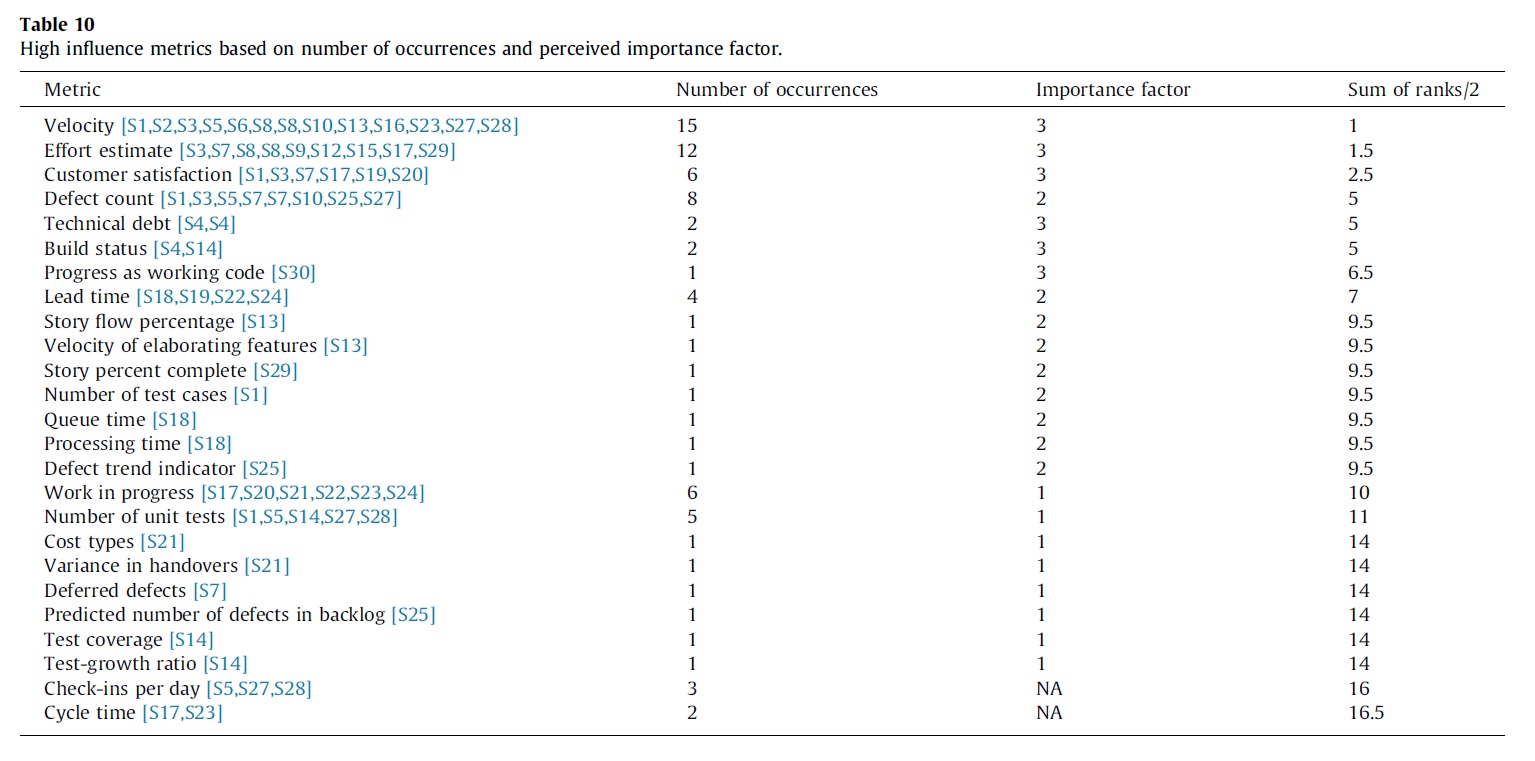 Table 10
High influence metrics based on number of occurrences and perceived importance factor.
Metric Number of occurrences Importance factor Sum of ranks/2
Velocity [S1,S2,S3,S5,S6,S8,S8,S10,S13,S16,S23,S27,S28] 15 3 1
Effort estimate [S3,S7,S8,S8,S9,S12,S15,S17,S29] 12 3 1.5
Customer satisfaction [S1,S3,S7,S17,S19,S20] 6 3 2.5
Defect count [S1,S3,S5,S7,S7,S10,S25,S27] 8 2 5
Technical debt [S4,S4] 2 3 5
Build status [S4,S14] 2 3 5
Progress as working code [S30] 1 3 6.5
Lead time [S18,S19,S22,S24] 4 2 7
Story flow percentage [S13] 1 2 9.5
Velocity of elaborating features [S13] 1 2 9.5
Story percent complete [S29] 1 2 9.5
Number of test cases [S1] 1 2 9.5
Queue time [S18] 1 2 9.5
Processing time [S18] 1 2 9.5
Defect trend indicator [S25] 1 2 9.5
Work in progress [S17,S20,S21,S22,S23,S24] 6 1 10
Number of unit tests [S1,S5,S14,S27,S28] 5 1 11
Cost types [S21] 1 1 14
Variance in handovers [S21] 1 1 14
Deferred defects [S7] 1 1 14
Predicted number of defects in backlog [S25] 1 1 14
Test coverage [S14] 1 1 14
Test-growth ratio [S14] 1 1 14
Check-ins per day [S5,S27,S28] 3 NA 16
Cycle time [S17,S23] 2 NA 16.5